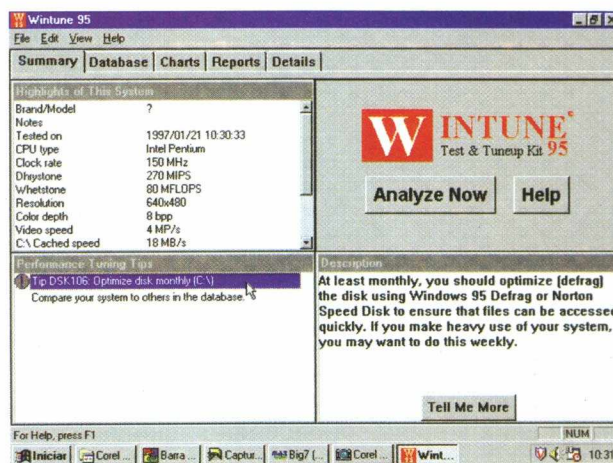 Wintune 95
File Edit View Help
Summary Database Charts Reports Details
Highlights of This System
Brand/Model ?
Notes
Tested on 1997/01/21 10:30:33
CPU type Intel Pentium
Clock rate 150 MHz
Dhrystone 270 MIPS
Whetstone 80 MFLOPS
Resolution 640x480
Color depth 8 bpp
Video speed 4 MP/s
C:\ Cached speed 18 MB/s
WINTUNE
Test & Tuneup Kit 95
Analyze Now Help
Performance Tuning Tips
Tip DSK106: Optimize disk monthly (C:\)
Compare your system to others in the database.
Description
At least monthly, you should optimize (defrag)
the disk using Windows 95 Defrag or Norton
Speed Disk to ensure that files can be accessed
quickly. If you make heavy use of your system,
you may want to do this weekly.
Tell Me More
For Help, press F1
NUM
Iniciar Corel ... Barra ... Captur... Big7 (... Corel ... Wint...